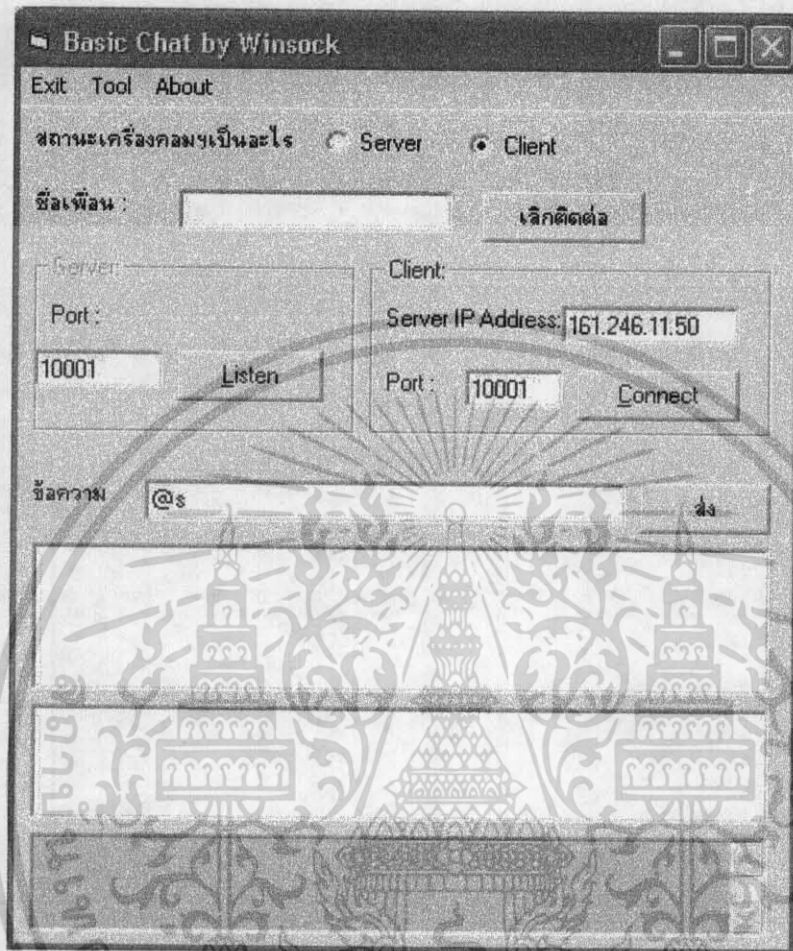 Basic Chat by Winsock
Exit Tool About
สถานะเครื่องคอมฯเป็นอะไร Server Client
ชื่อเพื่อน : เลิกติดต่อ
Server:
Client:
Port :
Server IP Address: 161.246.11.50
10001 Listen
Port : 10001 Connect
ข้อความ @s ส่ง